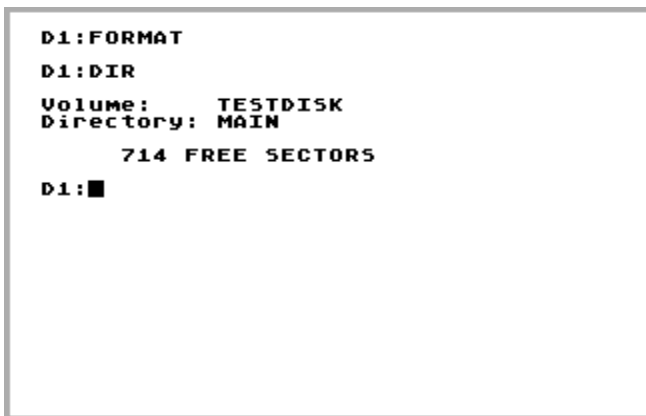 D1:FORMAT
D1:DIR
Volume: TESTDISK
Directory: MAIN
714 FREE SECTORS
D1: